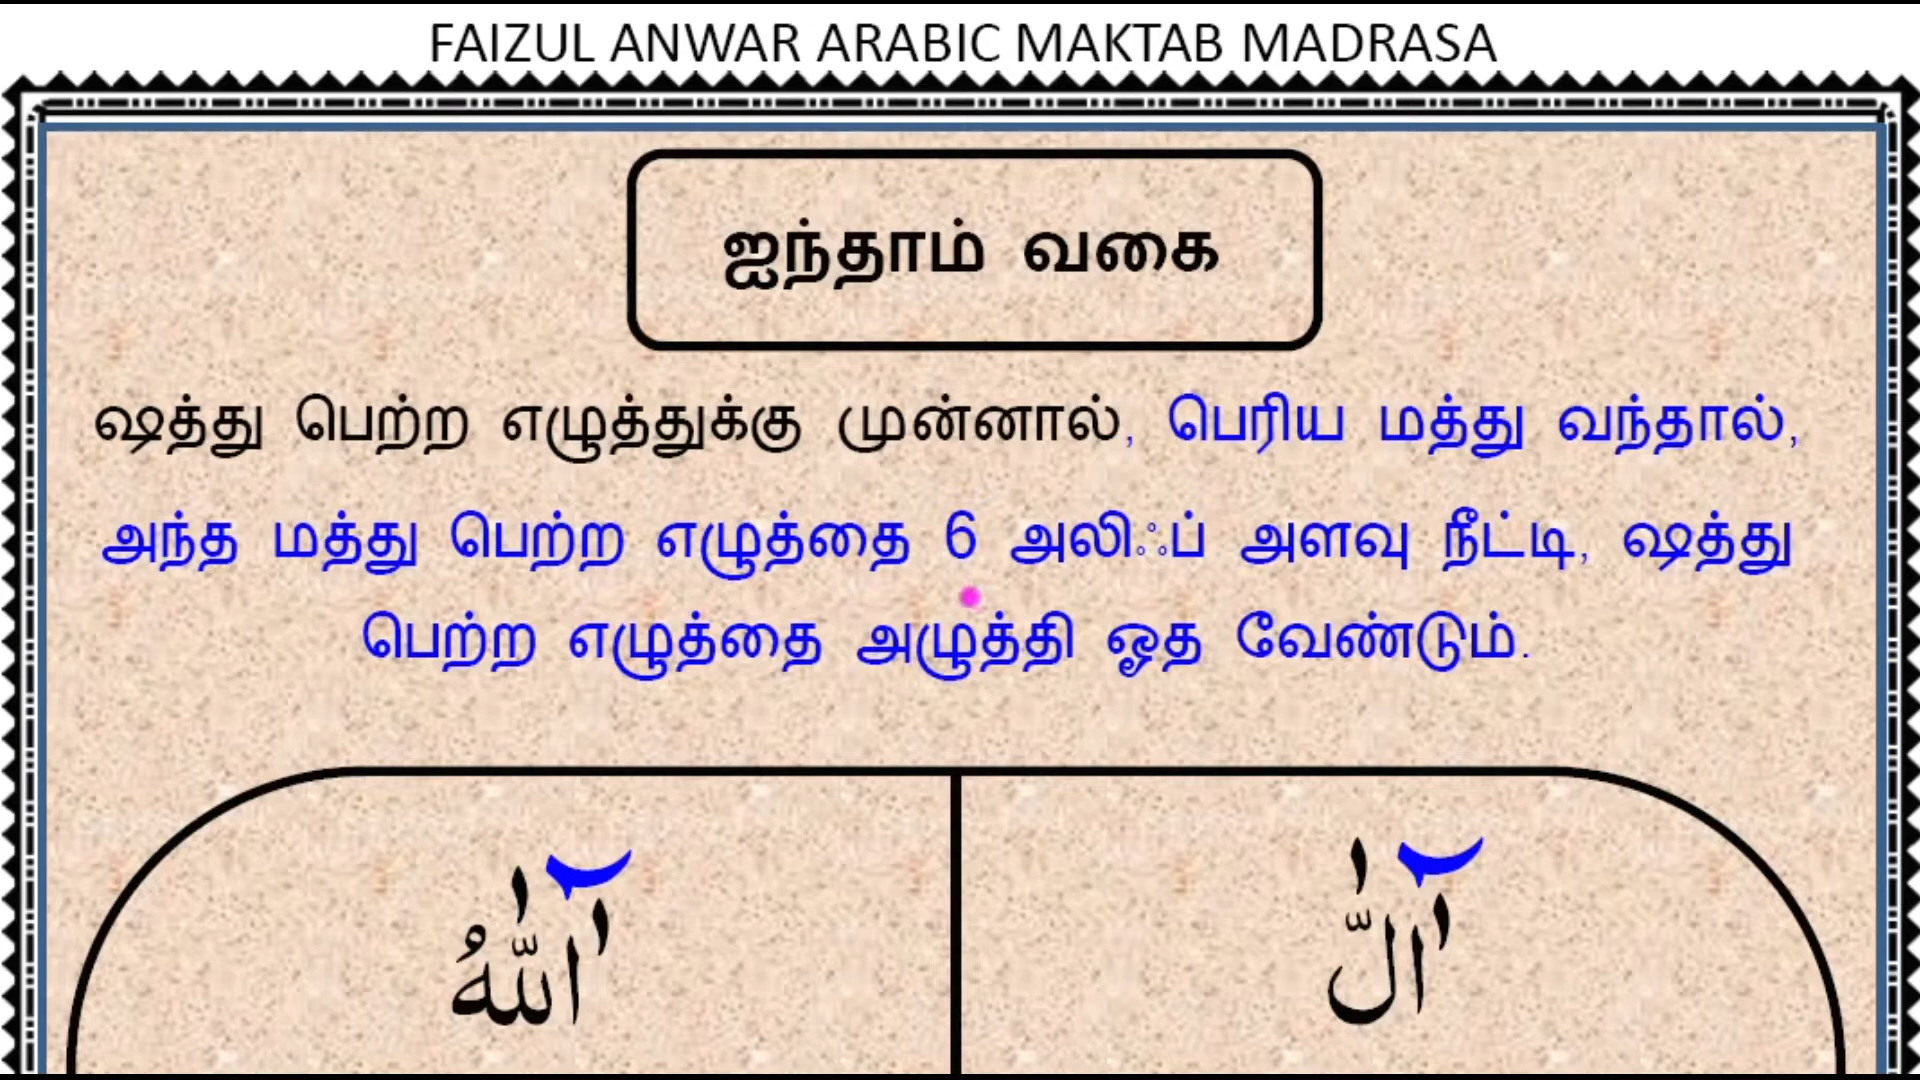 FAIZUL ANWAR ARABIC MAKTAB MADRASA
ஐந்தாம் வகை
ஷத்து பெற்ற எழுத்துக்கு முன்னால், பெரிய மத்து வந்தால்,
அந்த மத்து பெற்ற எழுத்தை 6 அலிஃப் அளவு நீட்டி, ஷத்து
பெற்ற எழுத்தை அழுத்தி ஓத வேண்டும்.
آٰلّٰ
آٰللّٰهُ